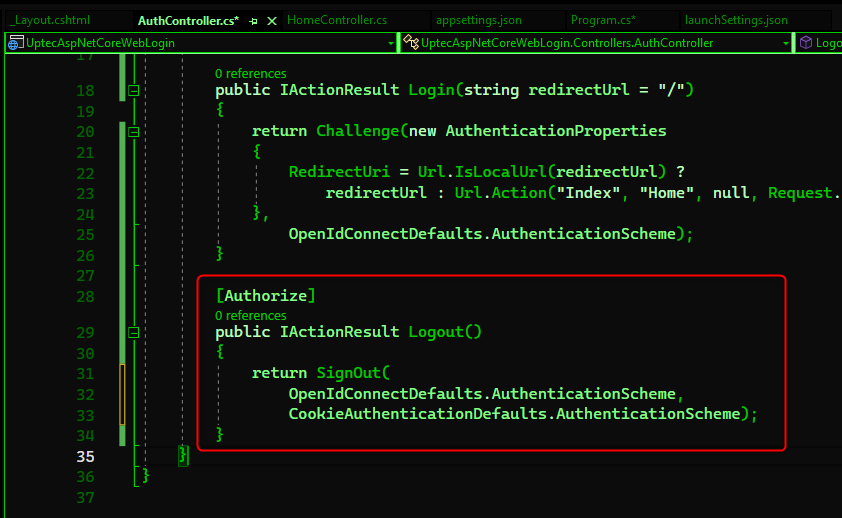 _Layout.cshtml AuthController.cs* HomeController.cs appsettings.json Program.cs* launchSettings.json
UptecAspNetCoreWebLogin UptecAspNetCoreWebLogin.Controllers.AuthController Logo
17
0 references
18 public IActionResult Login(string redirectUrl = "/")
19 {
20 return Challenge(new AuthenticationProperties
21 {
22 RedirectUri = Url.IsLocalUrl(redirectUrl) ?
23 redirectUrl : Url.Action("Index", "Home", null, Request.
24 },
25 OpenIdConnectDefaults.AuthenticationScheme);
26 }
27
28 [Authorize]
0 references
29 public IActionResult Logout()
30 {
31 return SignOut(
32 OpenIdConnectDefaults.AuthenticationScheme,
33 CookieAuthenticationDefaults.AuthenticationScheme);
34 }
35 }
36 }
37